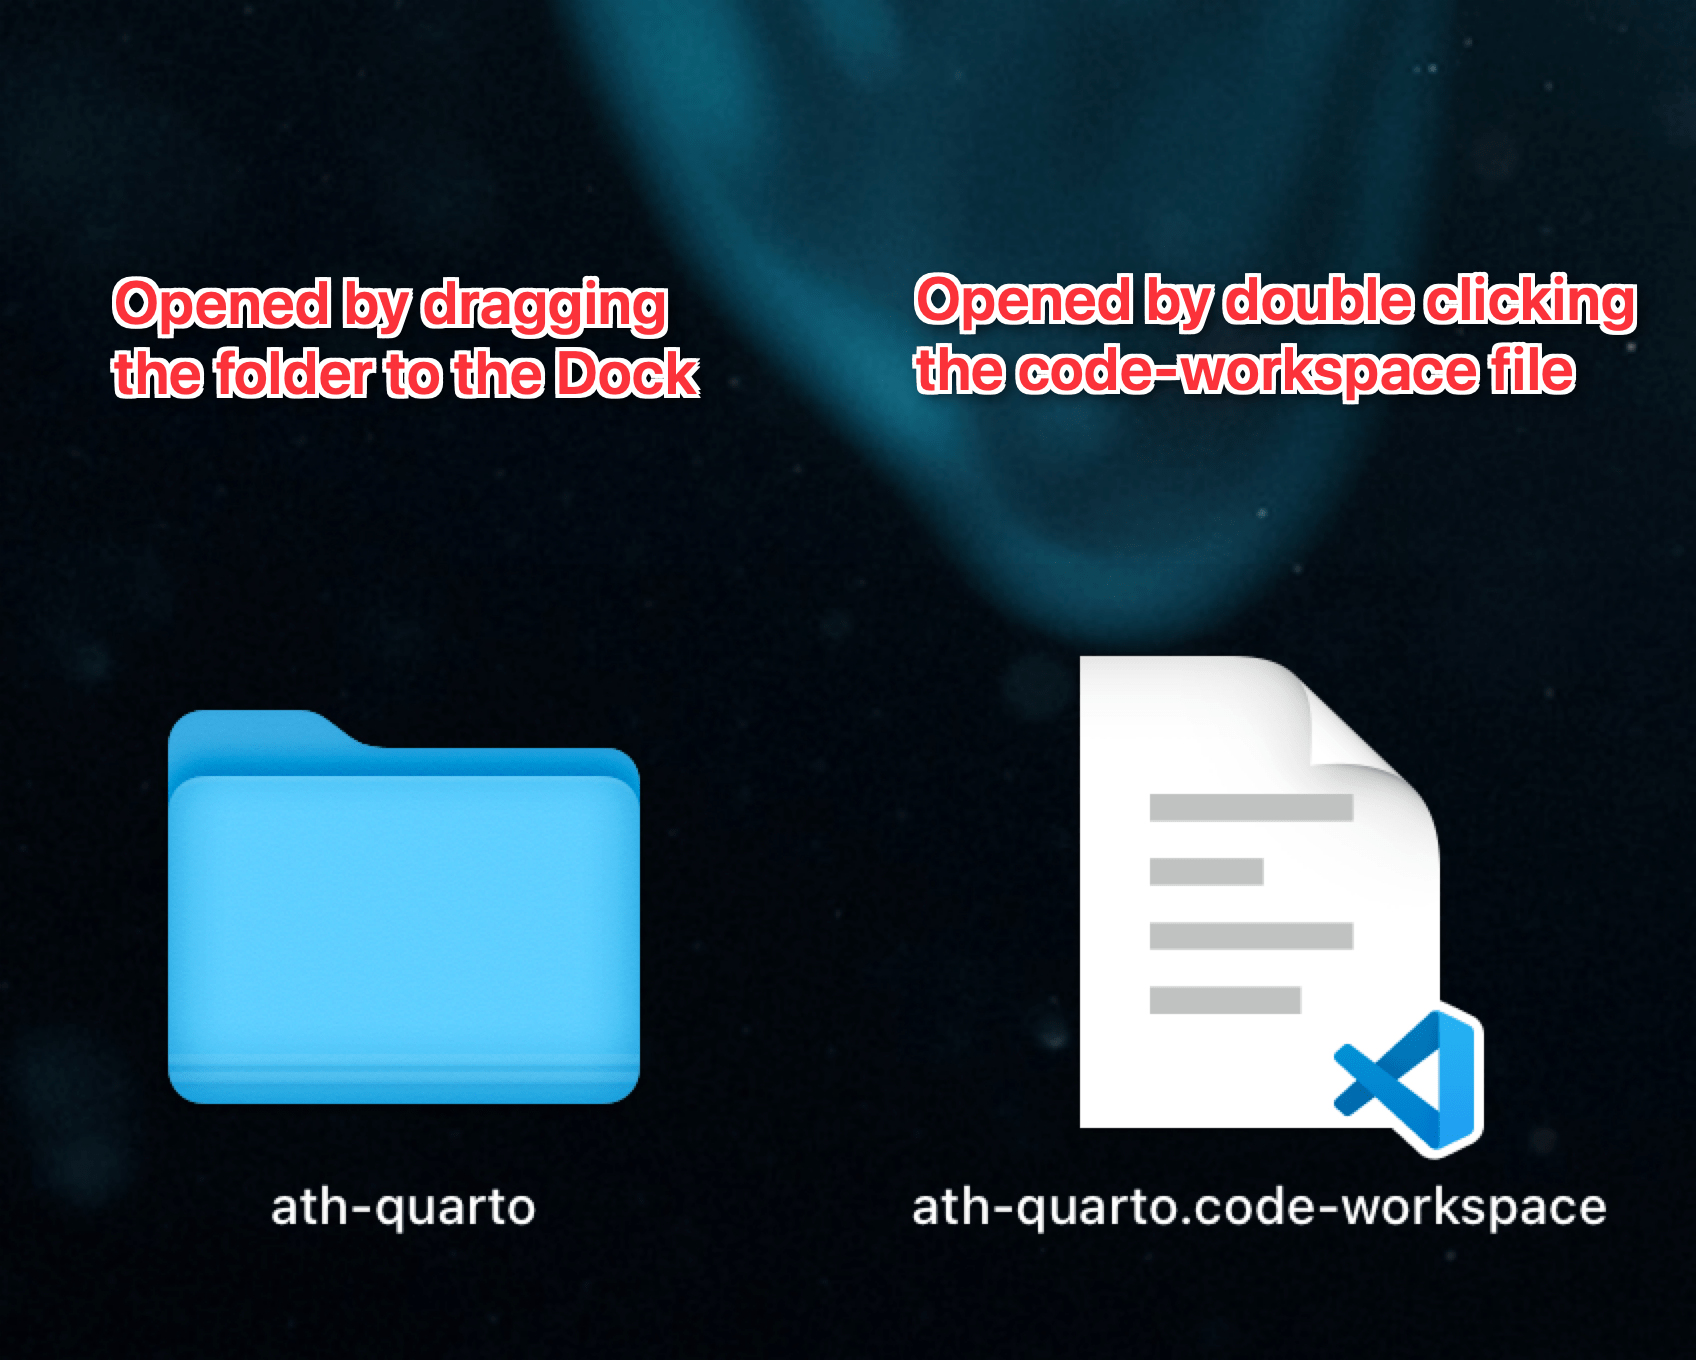 Opened by dragging
the folder to the Dock
Opened by double clicking
the code-workspace file
ath-quarto
ath-quarto.code-workspace